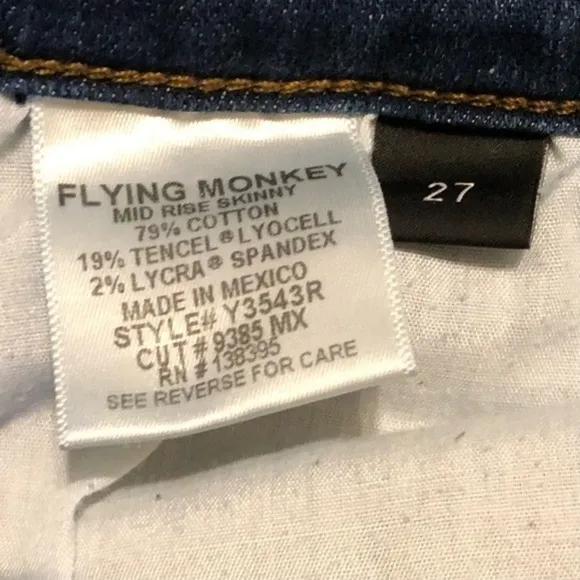 FLYING MONKEY
MID RISE SKINNY
79% COTTON
19% TENCEL® LYOCELL
2% LYCRA® SPANDEX
MADE IN MEXICO
STYLE# Y3543R
CUT # 9385 MX
RN # 138395
SEE REVERSE FOR CARE
27